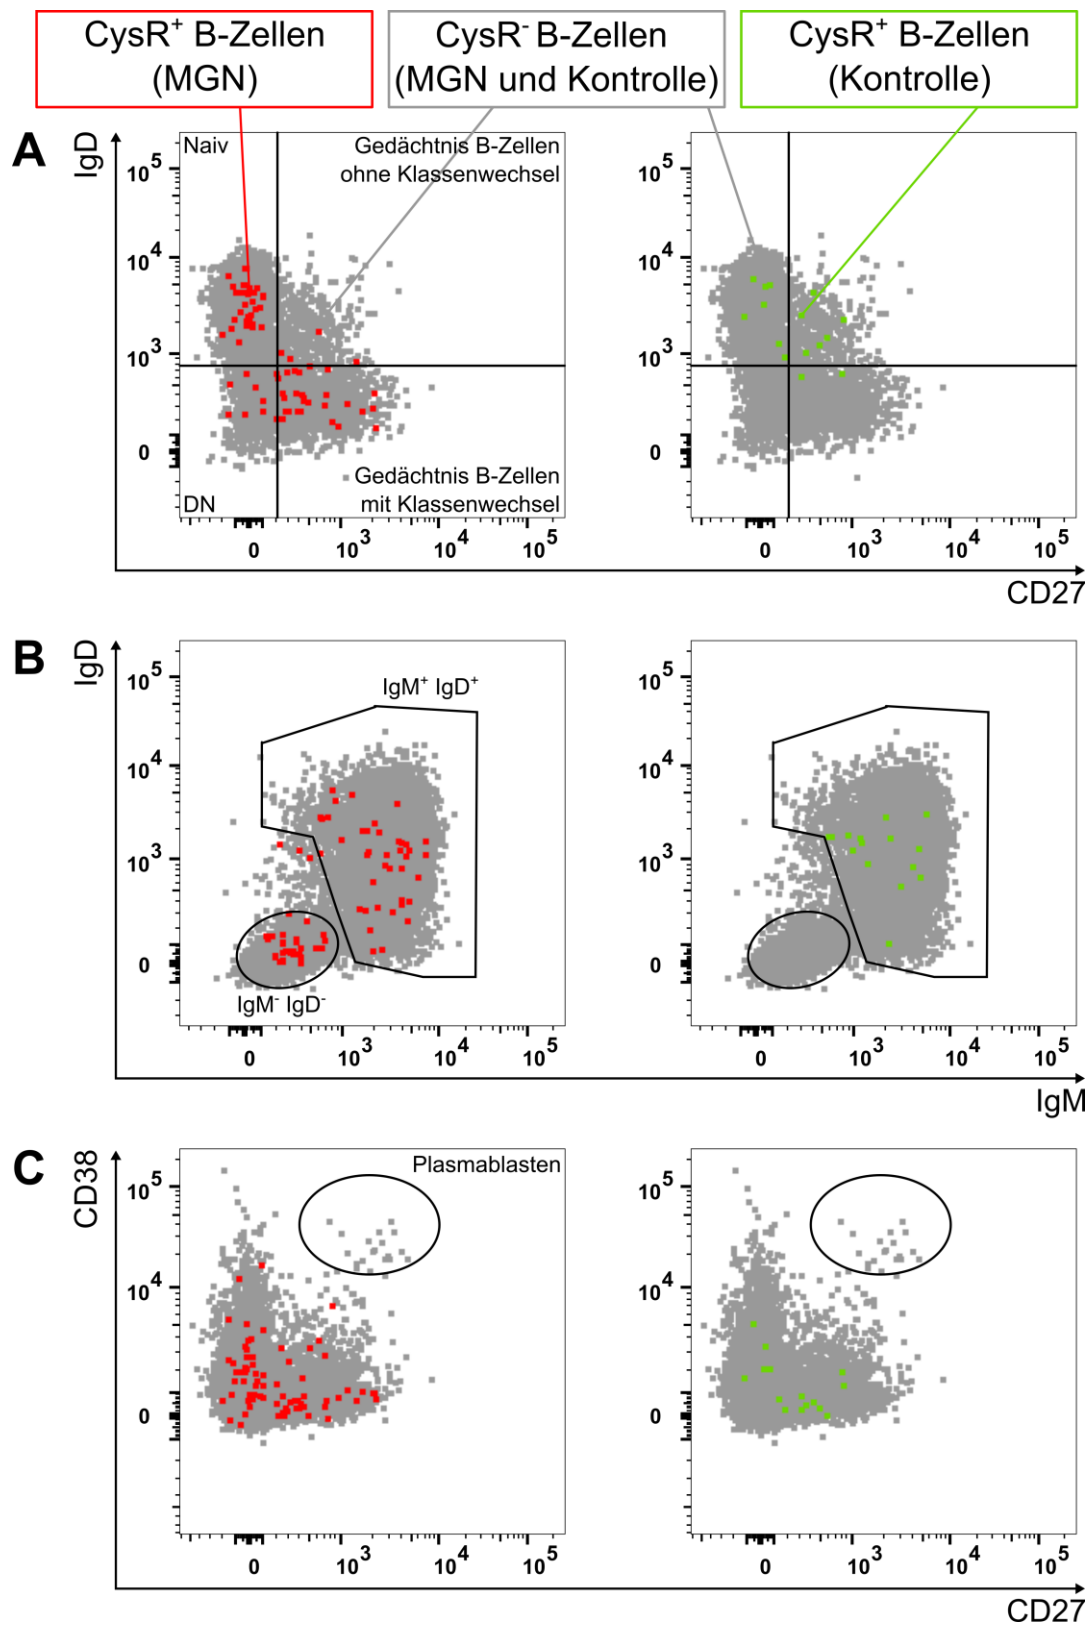 CysR⁺ B-Zellen
(MGN)
CysR⁻ B-Zellen
(MGN und Kontrolle)
CysR⁺ B-Zellen
(Kontrolle)
A
IgD
Naiv
Gedächtnis B-Zellen
ohne Klassenwechsel
10⁵
10⁴
10³
0
DN
Gedächtnis B-Zellen
mit Klassenwechsel
0 10³ 10⁴ 10⁵
10⁵
10⁴
10³
0
0 10³ 10⁴ 10⁵
CD27
B
IgD
10⁵
10⁴
10³
0
IgM⁺ IgD⁺
IgM⁻ IgD⁻
0 10³ 10⁴ 10⁵
10⁵
10⁴
10³
0
0 10³ 10⁴ 10⁵
IgM
C
CD38
Plasmablasten
10⁵
10⁴
0
0 10³ 10⁴ 10⁵
10⁵
10⁴
0
0 10³ 10⁴ 10⁵
CD27